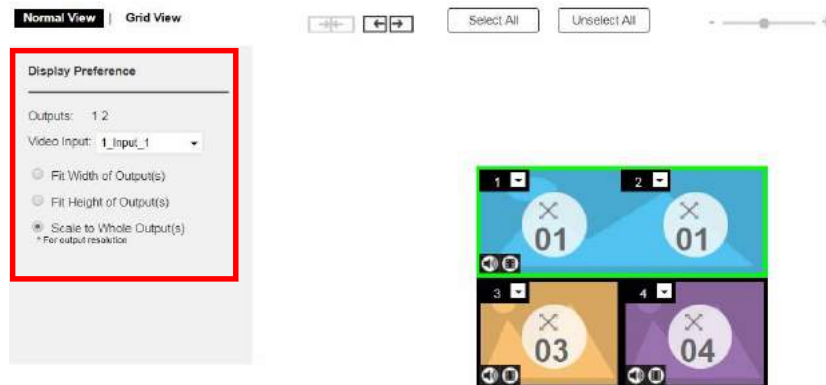 Normal View | Grid View
Select All
Unselect All
- +
Display Preference
Outputs: 1 2
Video Input: 1_Input_1
Fit Width of Output(s)
Fit Height of Output(s)
Scale to Whole Output(s)
* For output resolution
1 2
01 01
3 4
03 04